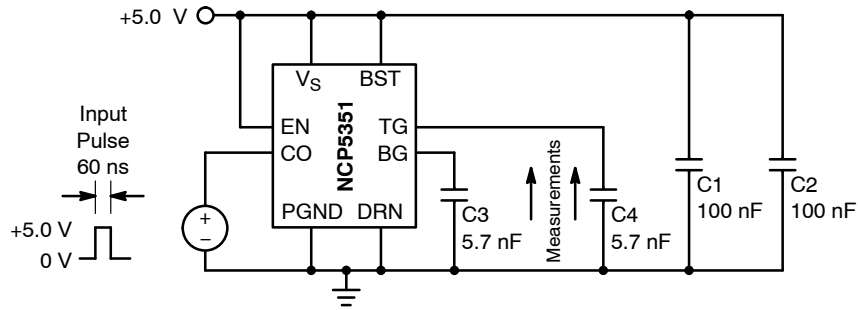 +5.0 V
VS BST
Input
Pulse
60 ns
EN TG
CO BG
NCP5351
PGND DRN
+5.0 V
0 V
+
−
C3
5.7 nF
Measurements
C4
5.7 nF
C1
100 nF
C2
100 nF